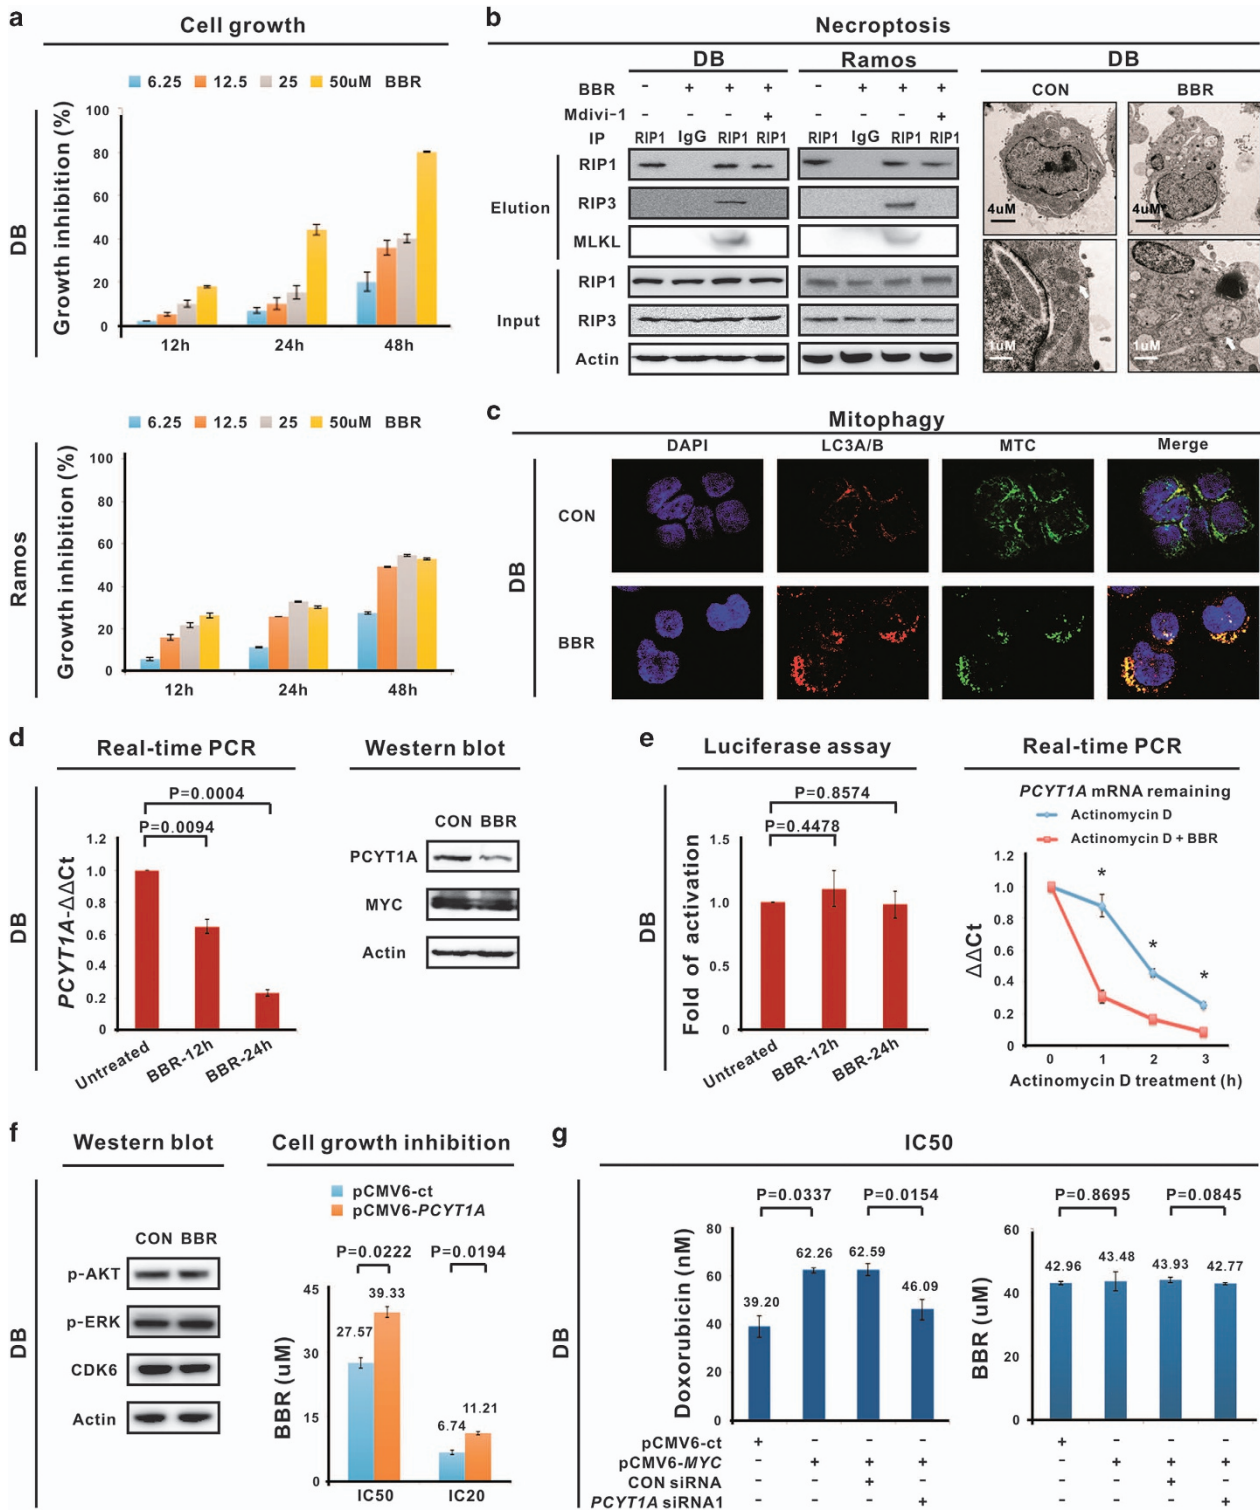 a
Cell growth
6.25 12.5 25 50uM BBR
DB
Growth inhibition (%)
100
80
60
40
20
0
12h 24h 48h
6.25 12.5 25 50uM BBR
Ramos
Growth inhibition (%)
100
80
60
40
20
0
12h 24h 48h
b
Necroptosis
DB Ramos DB
BBR - + + + - + + + CON BBR
Mdivi-1 - - - + - - - +
IP RIP1 IgG RIP1 RIP1 RIP1 IgG RIP1 RIP1
Elution
RIP1
RIP3
MLKL
Input
RIP1
RIP3
Actin
4uM 4uM
1uM 1uM
c
Mitophagy
DAPI LC3A/B MTC Merge
DB
CON
BBR
d
Real-time PCR Western blot
DB
P=0.0004
P=0.0094
PCYT1A-ΔΔCt
1.2
1.0
0.8
0.6
0.4
0.2
0
Untreated BBR-12h BBR-24h
CON BBR
PCYT1A
MYC
Actin
e
Luciferase assay Real-time PCR
DB
P=0.8574
P=0.4478
Fold of activation
1.5
1.0
0.5
0
Untreated BBR-12h BBR-24h
PCYT1A mRNA remaining
Actinomycin D
Actinomycin D + BBR
ΔΔCt
1.2
1.0
0.8
0.6
0.4
0.2
0
* * *
0 1 2 3
Actinomycin D treatment (h)
f
Western blot Cell growth inhibition
DB
CON BBR
p-AKT
p-ERK
CDK6
Actin
pCMV6-ct
pCMV6-PCYT1A
P=0.0222 P=0.0194
BBR (uM)
45
30
15
0
27.57 39.33 6.74 11.21
IC50 IC20
g
IC50
DB
P=0.0337 P=0.0154
Doxorubicin (nM)
80
60
40
20
0
39.20 62.26 62.59 46.09
P=0.8695 P=0.0845
BBR (uM)
60
40
20
0
42.96 43.48 43.93 42.77
pCMV6-ct + - - - + - - -
pCMV6-MYC - + + + - + + +
CON siRNA - - + - - - + -
PCYT1A siRNA1 - - - + - - - +